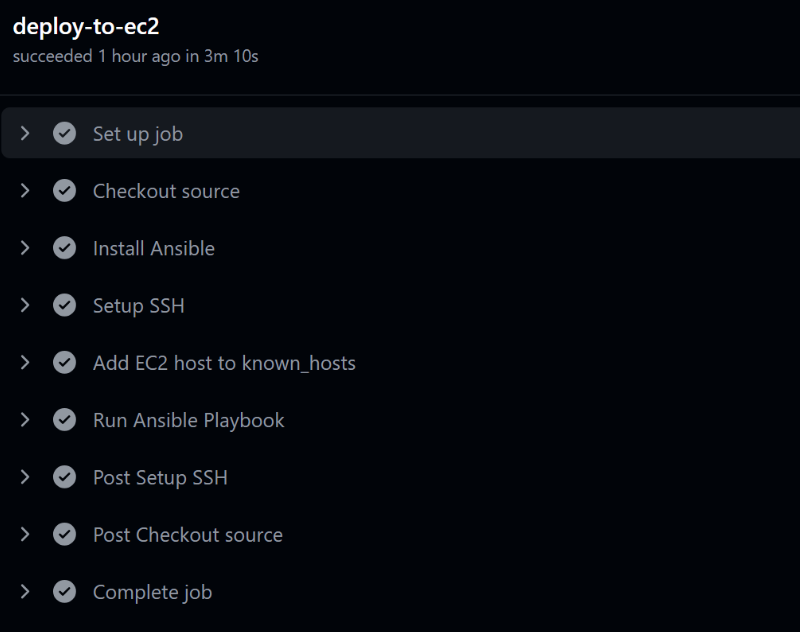 deploy-to-ec2
succeeded 1 hour ago in 3m 10s
Set up job
Checkout source
Install Ansible
Setup SSH
Add EC2 host to known_hosts
Run Ansible Playbook
Post Setup SSH
Post Checkout source
Complete job